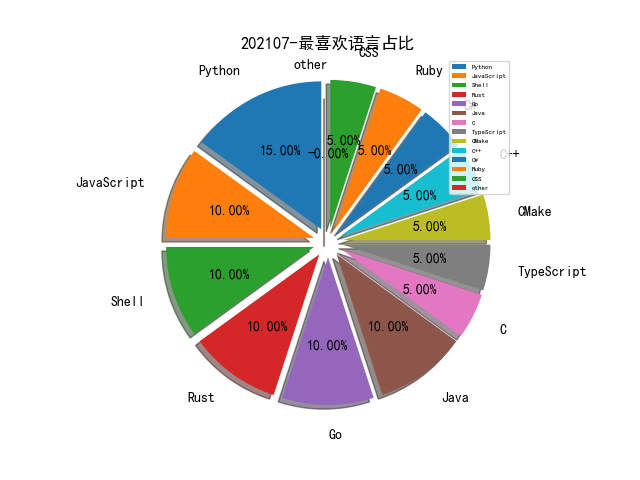 202107-最喜欢语言占比
Python
15.00%
JavaScript
10.00%
Shell
10.00%
Rust
10.00%
Go
10.00%
Java
10.00%
C
5.00%
TypeScript
5.00%
CMake
5.00%
C++
5.00%
C#
5.00%
Ruby
5.00%
CSS
5.00%
other
-0.00%
Python
JavaScript
Shell
Rust
Go
Java
C
TypeScript
CMake
C++
C#
Ruby
CSS
other